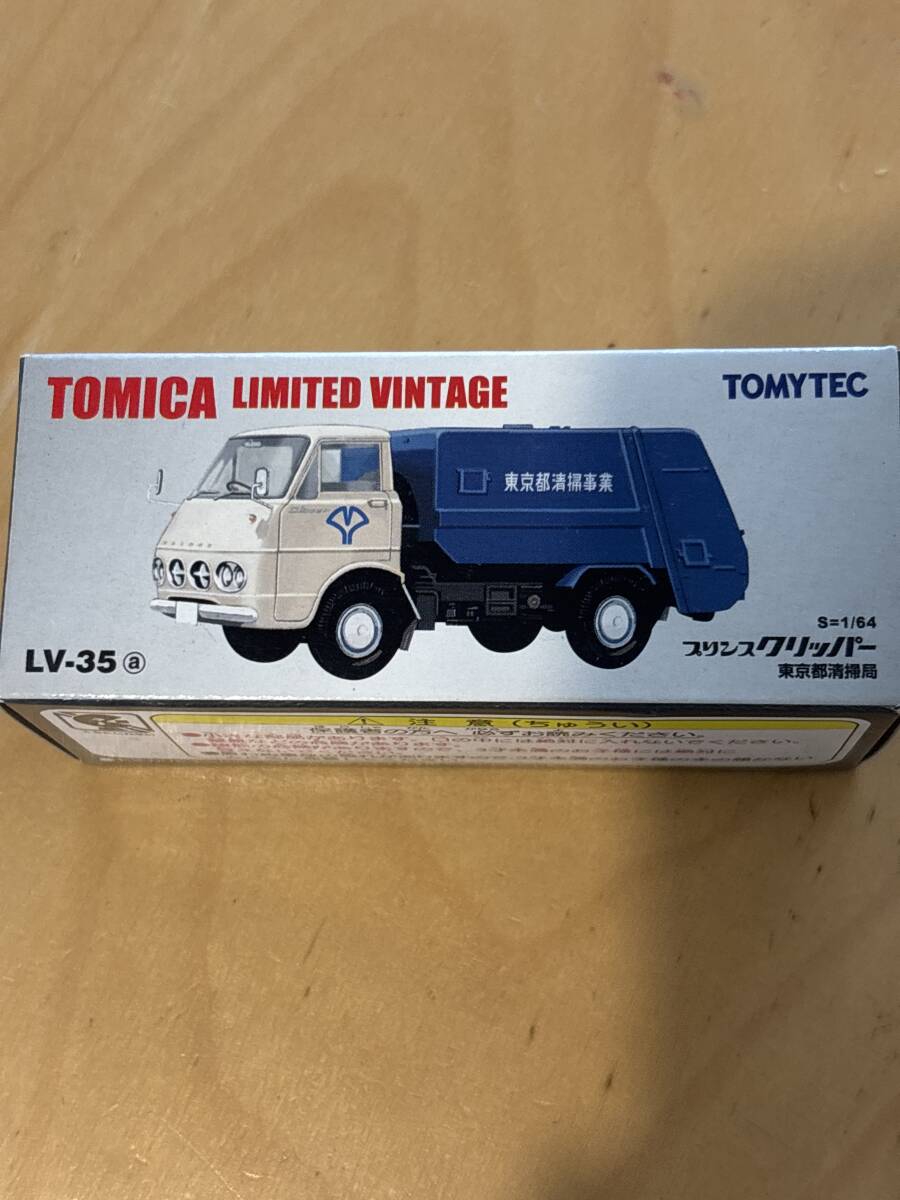 TOMICA LIMITED VINTAGE
TOMYTEC
東京都清掃事業
LV-35 ⓐ
S=1/64
プリンスクリッパー
東京都清掃局
⚠ 注意(ちゅうい)
保護者の方へ 必ずお読みください。